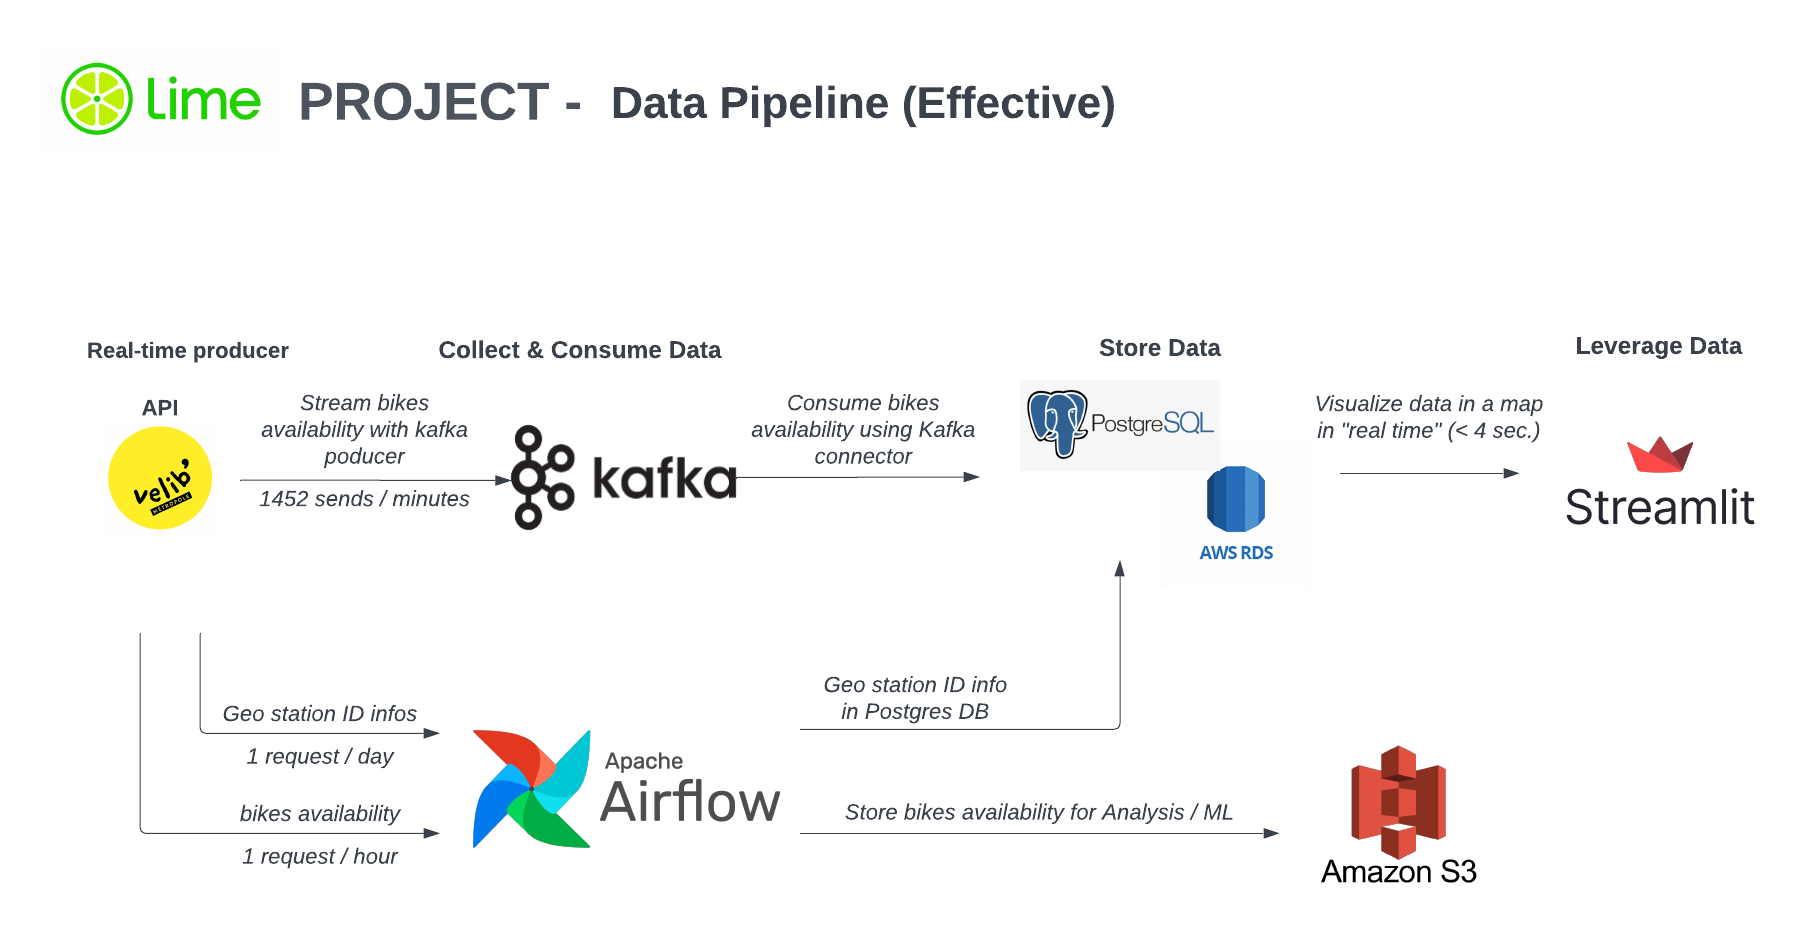 Lime PROJECT - Data Pipeline (Effective)
Real-time producer
Collect & Consume Data
Store Data
Leverage Data
API
velib'
METROPOLE
Stream bikes
availability with kafka
poducer
1452 sends / minutes
kafka
Consume bikes
availability using Kafka
connector
PostgreSQL
AWS RDS
Visualize data in a map
in "real time" (< 4 sec.)
Streamlit
Geo station ID infos
1 request / day
bikes availability
1 request / hour
Apache
Airflow
Geo station ID info
in Postgres DB
Store bikes availability for Analysis / ML
Amazon S3